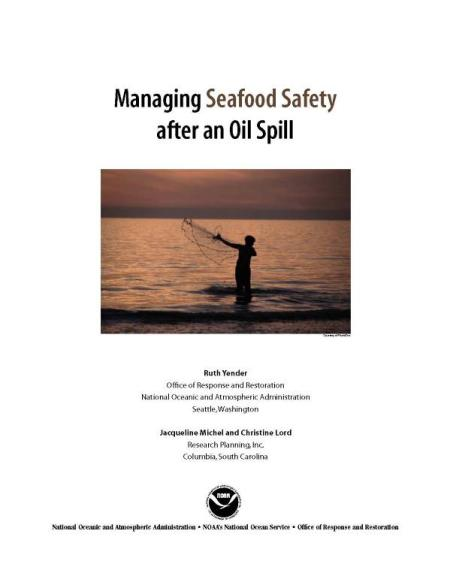 Managing Seafood Safety
after an Oil Spill
Ruth Yender
Office of Response and Restoration
National Oceanic and Atmospheric Administration
Seattle, Washington
Jacqueline Michel and Christine Lord
Research Planning, Inc.
Columbia, South Carolina
NOAA
National Oceanic and Atmospheric Administration • NOAA's National Ocean Service • Office of Response and Restoration